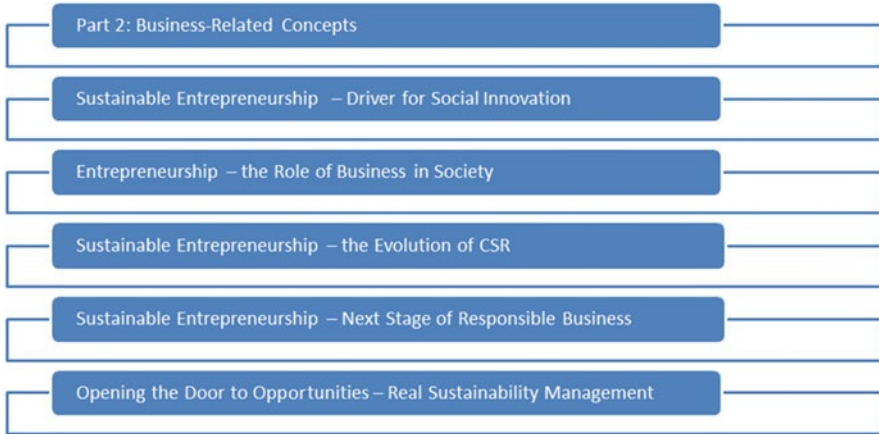 Part 2: Business-Related Concepts
Sustainable Entrepreneurship – Driver for Social Innovation
Entrepreneurship – the Role of Business in Society
Sustainable Entrepreneurship – the Evolution of CSR
Sustainable Entrepreneurship – Next Stage of Responsible Business
Opening the Door to Opportunities – Real Sustainability Management